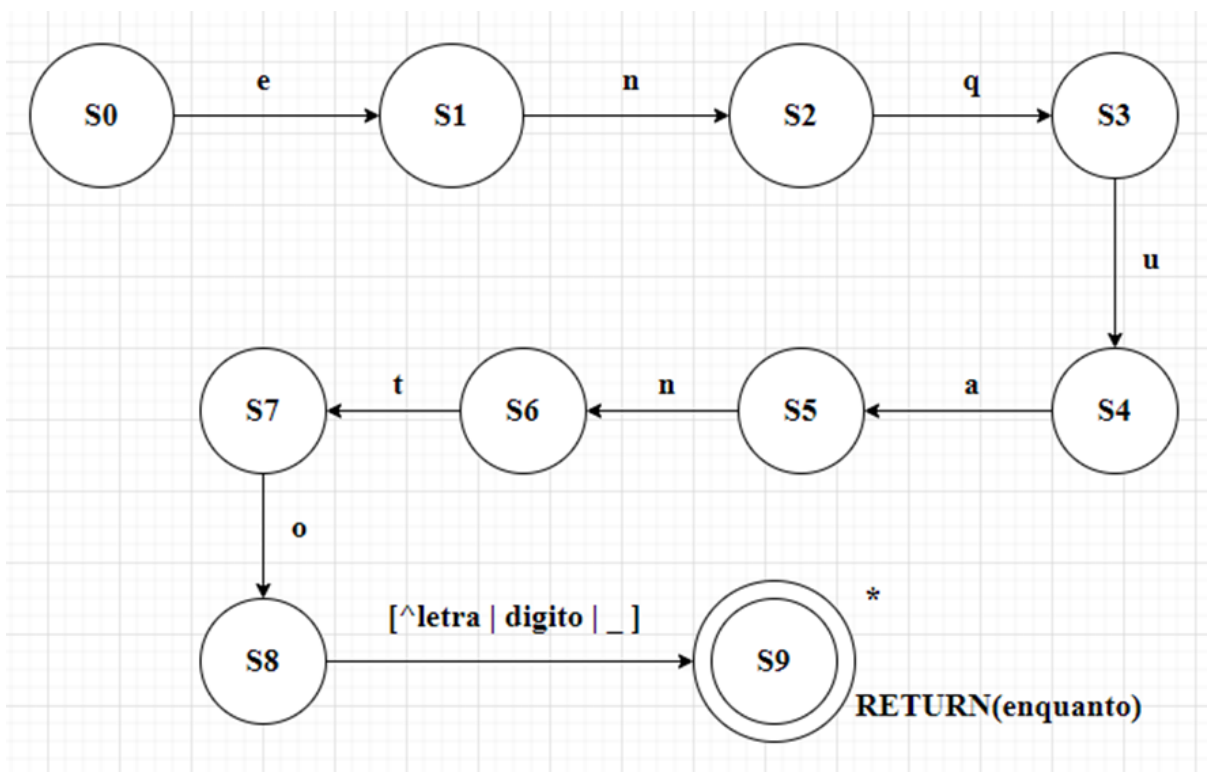 e n q
S0 S1 S2 S3
u
t n a
S7 S6 S5 S4
o
*
[^letra | digito | _ ]
S8 S9
RETURN(enquanto)